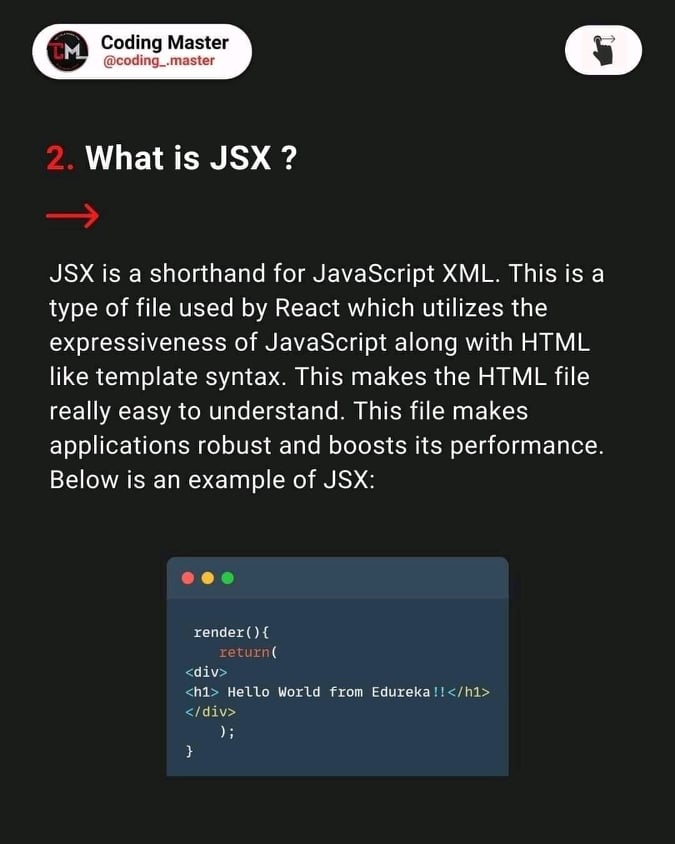 Coding Master
@coding_.master
2. What is JSX ?
JSX is a shorthand for JavaScript XML. This is a
type of file used by React which utilizes the
expressiveness of JavaScript along with HTML
like template syntax. This makes the HTML file
really easy to understand. This file makes
applications robust and boosts its performance.
Below is an example of JSX:
render(){
return(
<div>
<h1> Hello World from Edureka!!</h1>
</div>
);
}